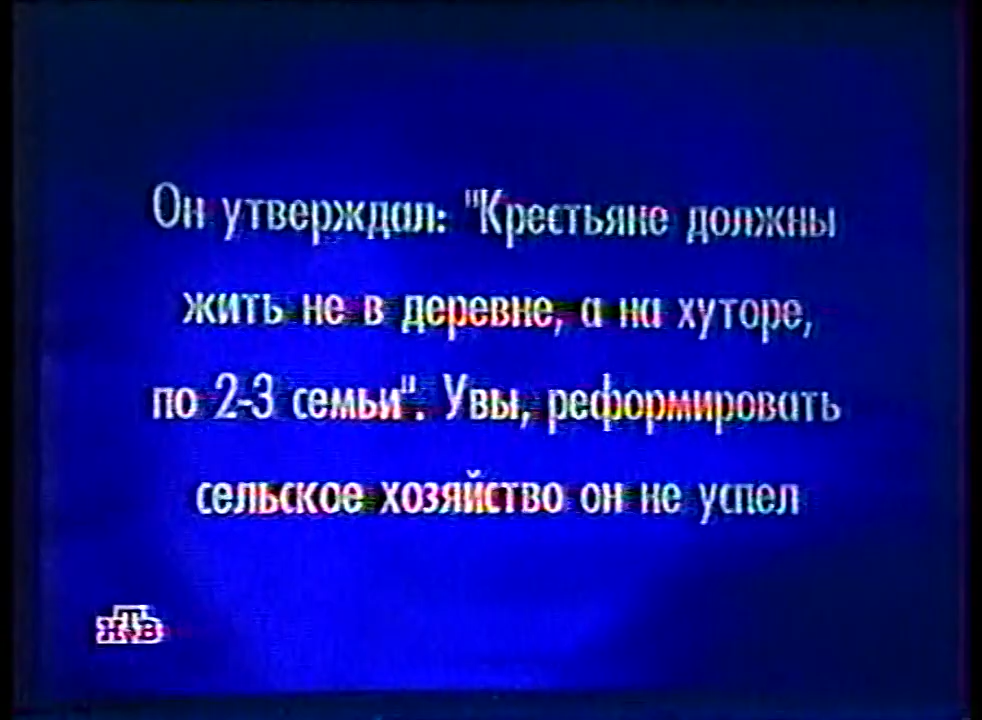 Он утверждал: "Крестьяне должны
жить не в деревне, а на хуторе,
по 2-3 семьи". Увы, реформировать
сельское хозяйство он не успел
НТВ